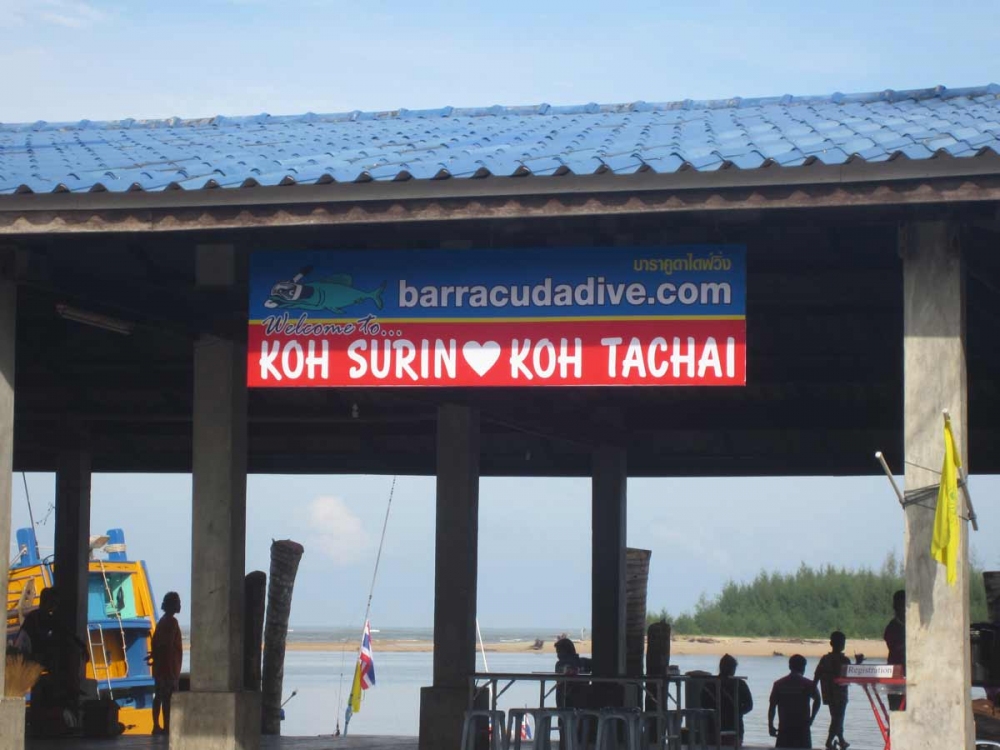 บาราคูดาไดฟ์วิ่ง
barracudadive.com
Welcome to...
KOH SURIN KOH TACHAI
Registration